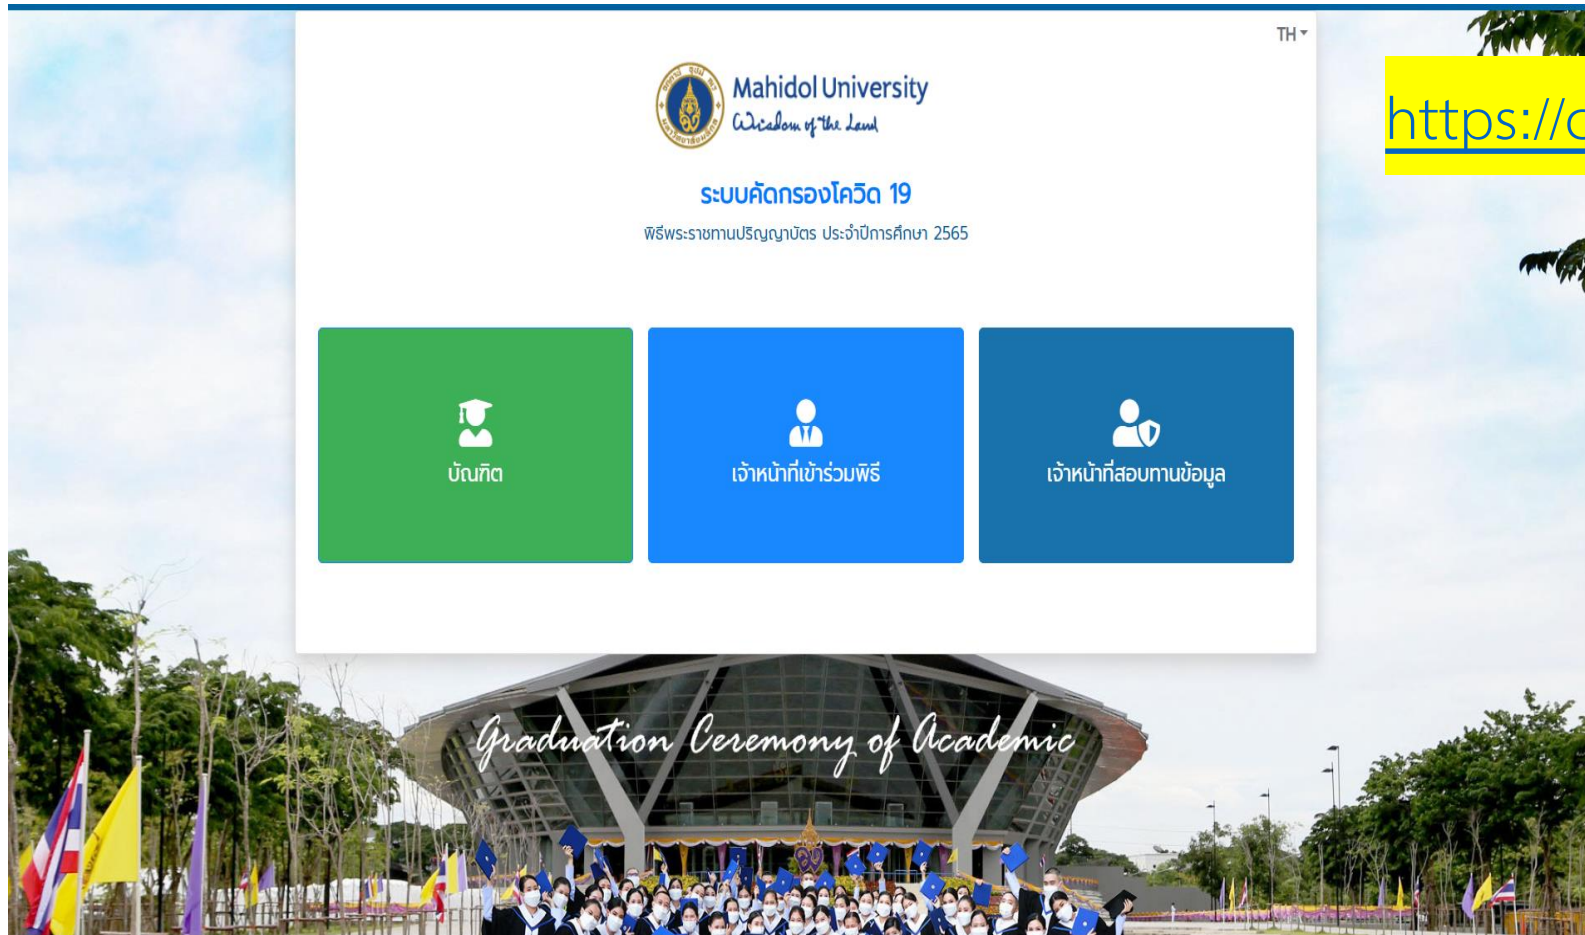 TH
Mahidol University
Wisdom of the Land
https://c
ระบบคัดกรองโควิด 19
พิธีพระราชทานปริญญาบัตร ประจำปีการศึกษา 2565
บัณฑิต
เจ้าหน้าที่เข้าร่วมพิธี
เจ้าหน้าที่สอบทานข้อมูล
Graduation Ceremony of Academic